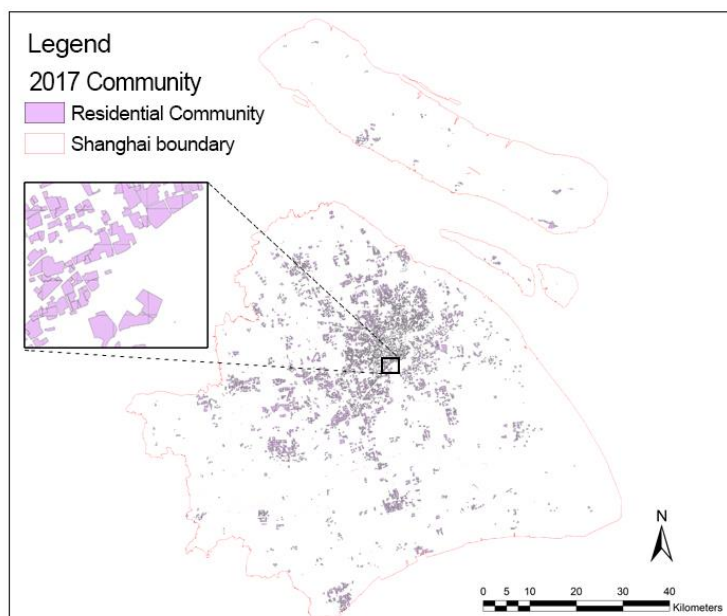 Legend
2017 Community
Residential Community
Shanghai boundary
N
0 5 10 20 30 40
Kilometers